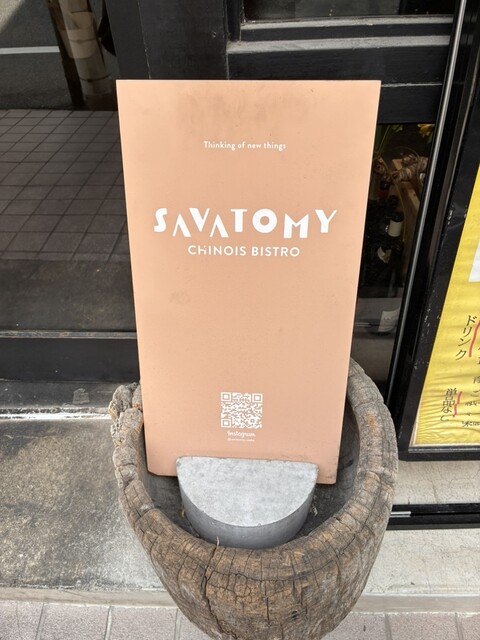 Thinking of new things
SAVATOMY
CHINOIS BISTRO
Instagram
ドリンク